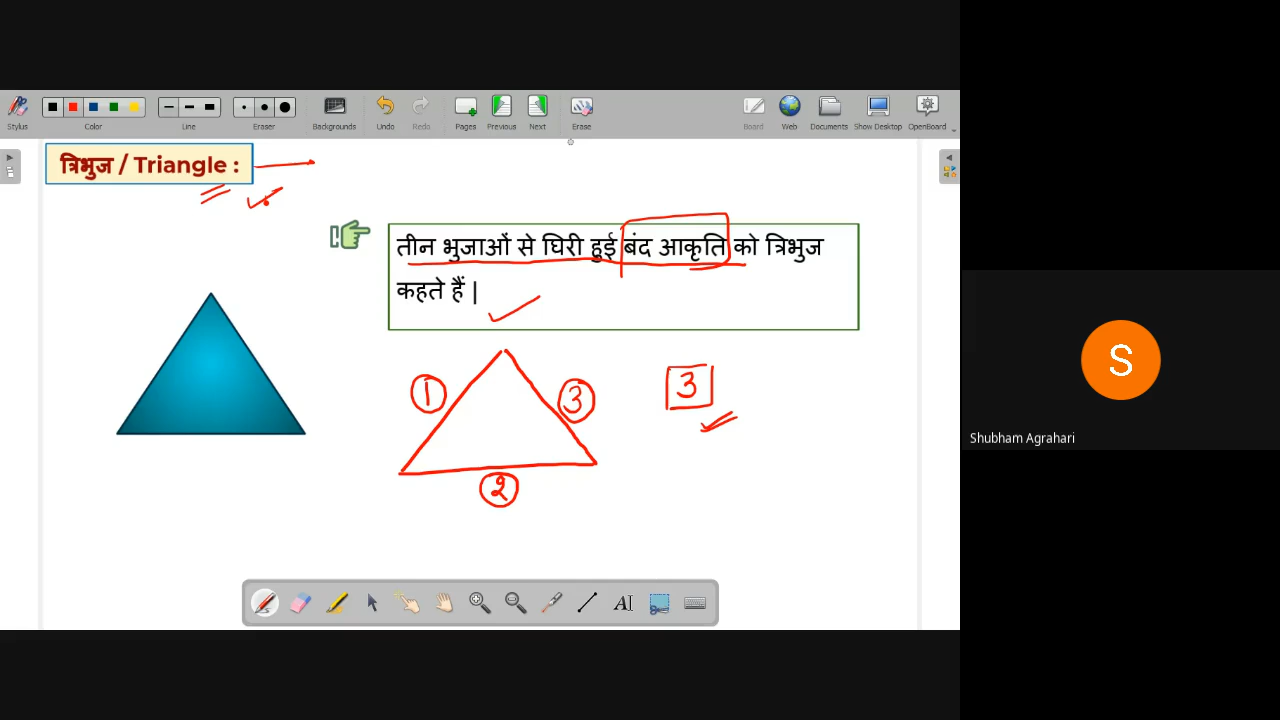 Stylus
Color
Line
Eraser
Backgrounds
Undo
Redo
Pages
Previous
Next
Erase
Board
Web
Documents
Show Desktop
OpenBoard
त्रिभुज / Triangle :
तीन भुजाओं से घिरी हुई बंद आकृति को त्रिभुज
कहते हैं |
1
3
3
2
S
Shubham Agrahari